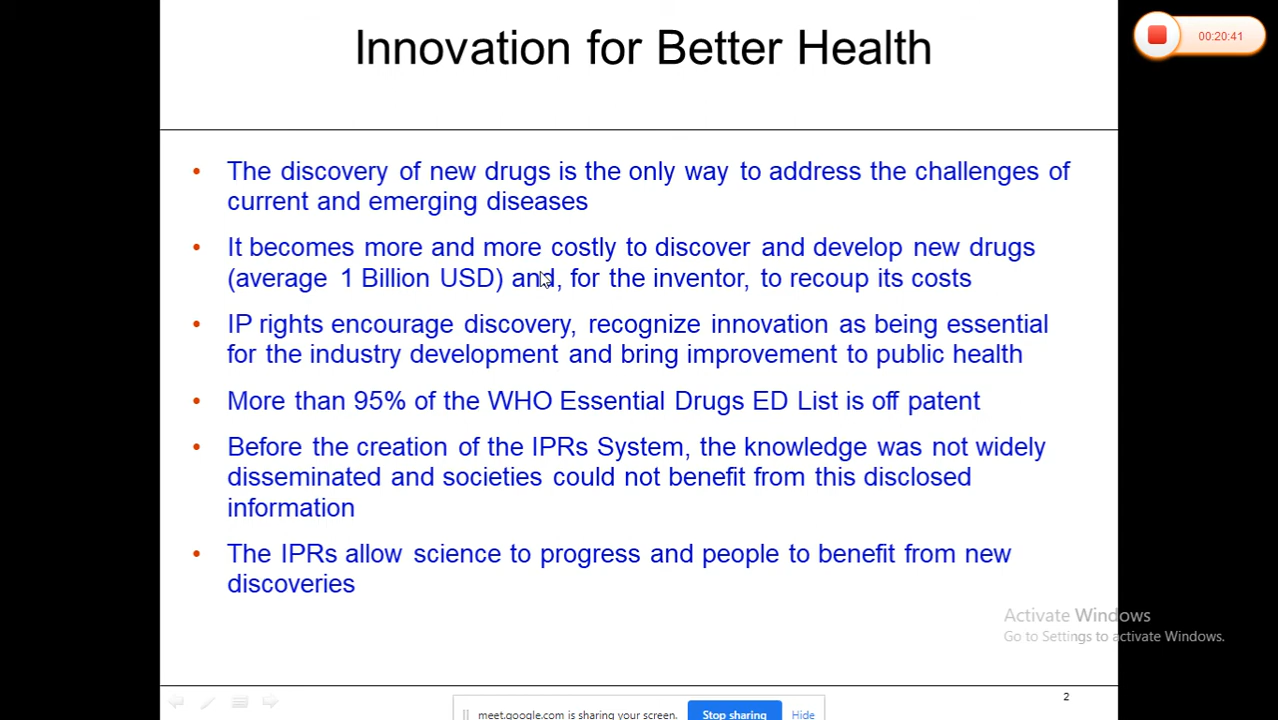 Innovation for Better Health
00:20:41
• The discovery of new drugs is the only way to address the challenges of
current and emerging diseases
• It becomes more and more costly to discover and develop new drugs
(average 1 Billion USD) and, for the inventor, to recoup its costs
• IP rights encourage discovery, recognize innovation as being essential
for the industry development and bring improvement to public health
• More than 95% of the WHO Essential Drugs ED List is off patent
• Before the creation of the IPRs System, the knowledge was not widely
disseminated and societies could not benefit from this disclosed
information
• The IPRs allow science to progress and people to benefit from new
discoveries
Activate Windows
Go to Settings to activate Windows.
2
meet.google.com is sharing your screen.
Stop sharing
Hide